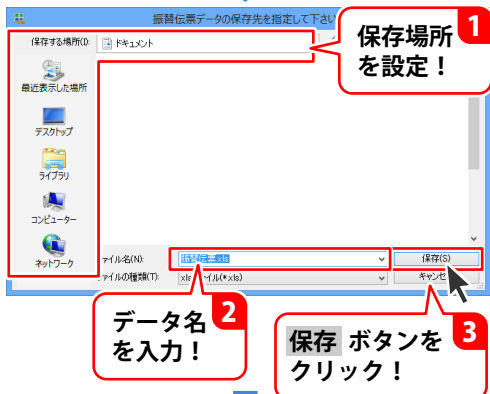 振替伝票データの保存先を指定して下さい
保存する場所(I):
ドキュメント
保存場所
を設定！
1
最近表示した場所
デスクトップ
ライブラリ
コンピューター
ネットワーク
ァイル名(N):
振替伝票.xls
保存(S)
ァイルの種類(T):
xls
イル(*.xls)
キャンセ
データ名
を入力！
2
保存 ボタンを
クリック！
3